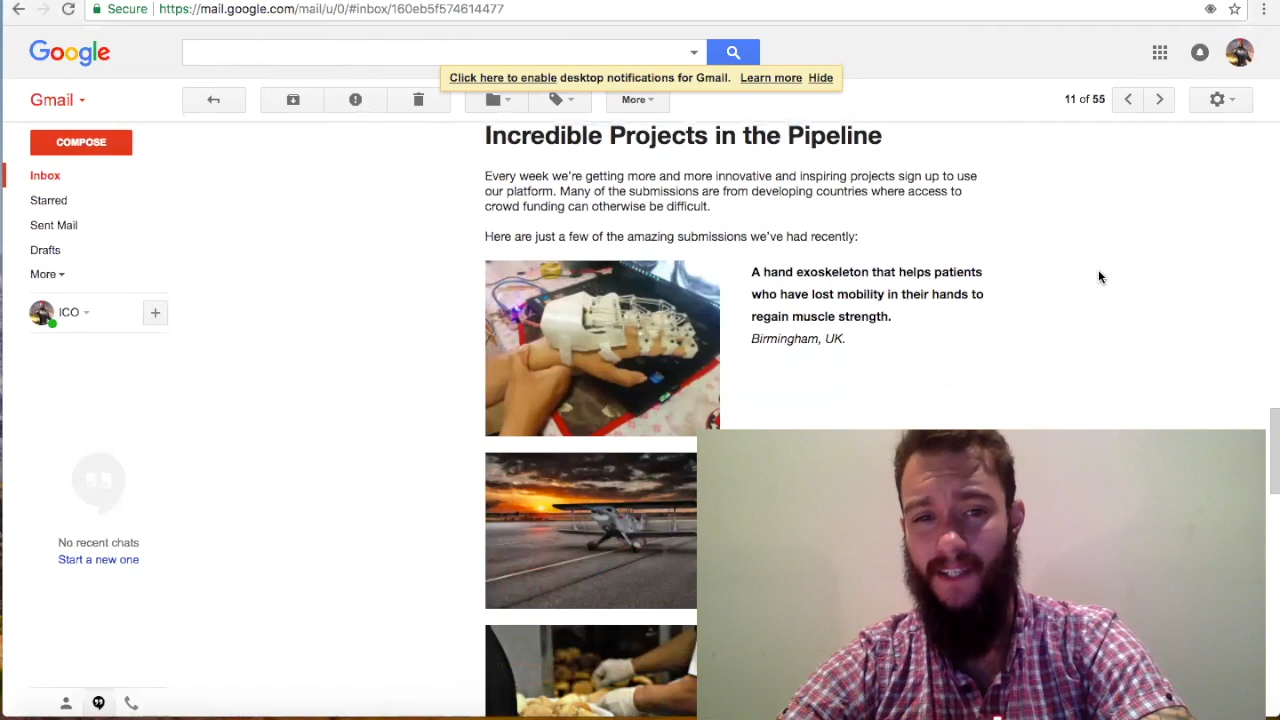 Secure https://mail.google.com/mail/u/0/#inbox/160eb5f574614477
Google
Click here to enable desktop notifications for Gmail. Learn more Hide
Gmail
More
11 of 55
COMPOSE
Inbox
Starred
Sent Mail
Drafts
More
ICO
No recent chats
Start a new one
Incredible Projects in the Pipeline
Every week we're getting more and more innovative and inspiring projects sign up to use
our platform. Many of the submissions are from developing countries where access to
crowd funding can otherwise be difficult.
Here are just a few of the amazing submissions we've had recently:
A hand exoskeleton that helps patients
who have lost mobility in their hands to
regain muscle strength.
Birmingham, UK.